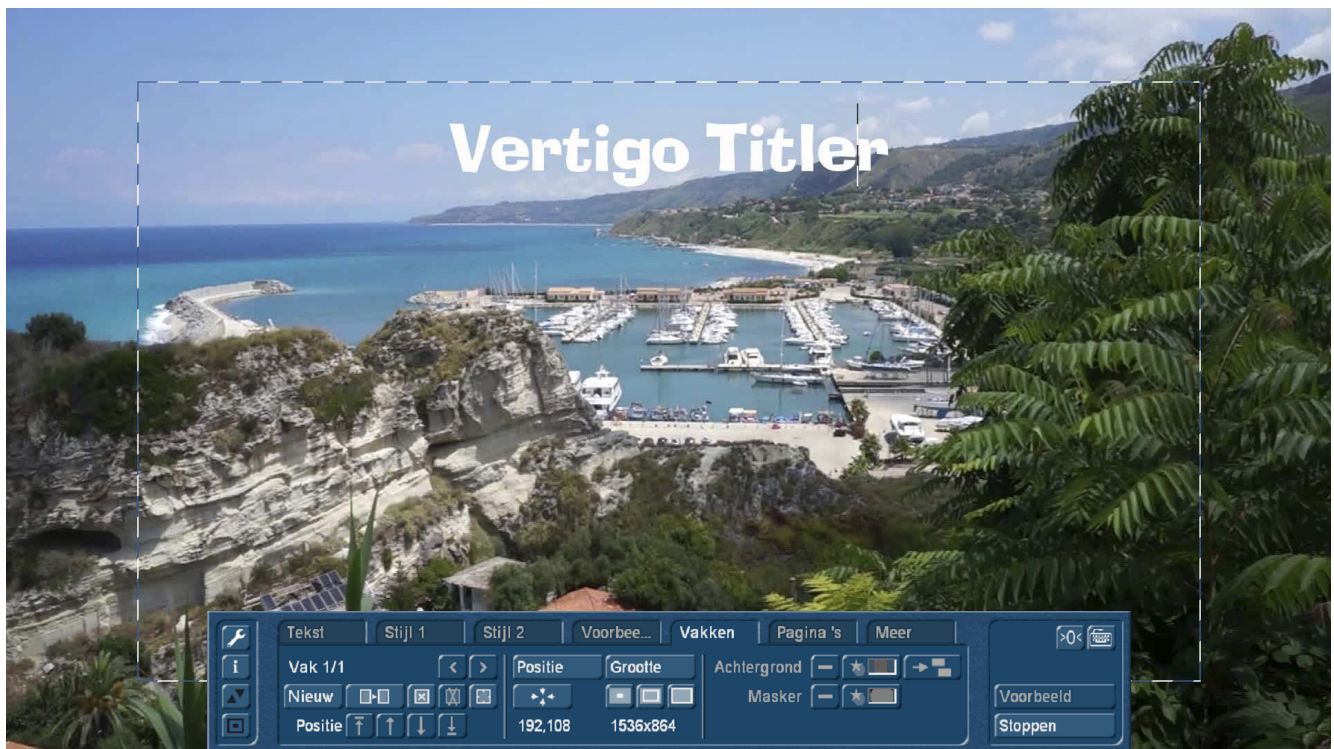 Vertigo Titler
Tekst Stijl 1 Stijl 2 Voorbee... Vakken Pagina 's Meer
Vak 1/1 < > Positie Grootte Achtergrond
Nieuw Masker Voorbeeld
Positie 192,108 1536x864 Stoppen
>0<
i